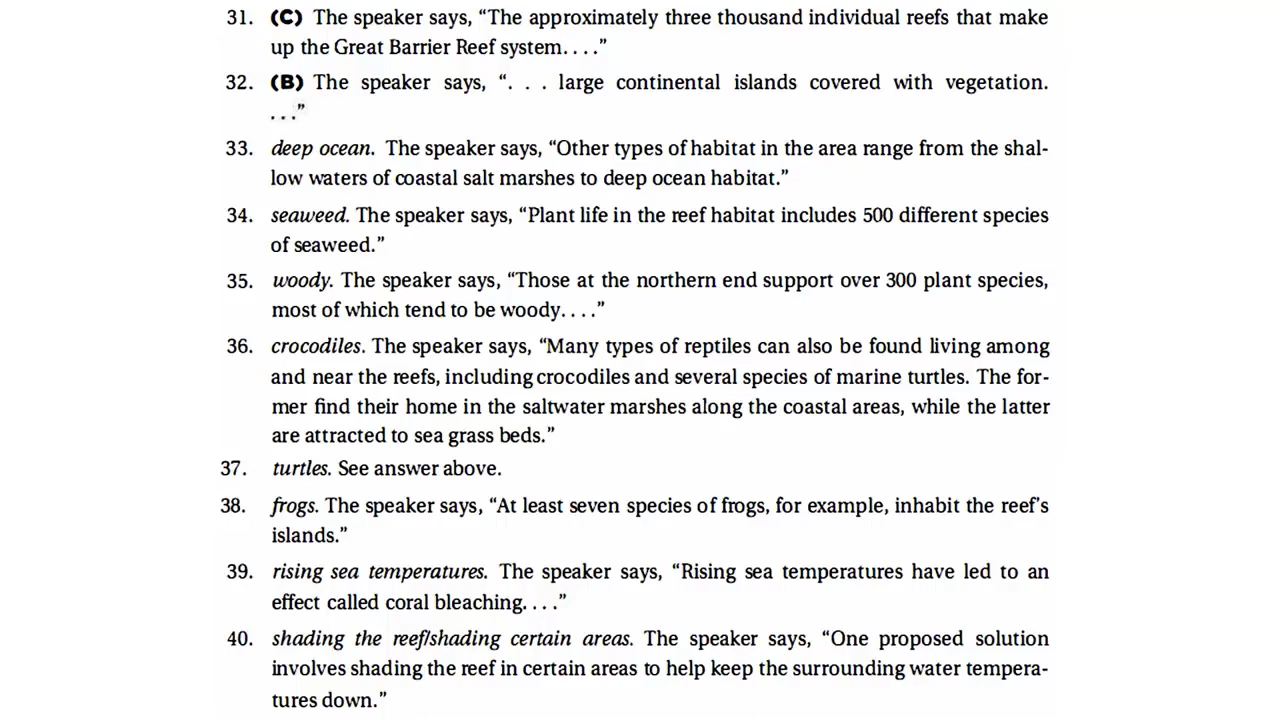 31. (C) The speaker says, “The approximately three thousand individual reefs that make
up the Great Barrier Reef system. . . .”
32. (B) The speaker says, “. . . large continental islands covered with vegetation.
. . .”
33. deep ocean. The speaker says, “Other types of habitat in the area range from the shal-
low waters of coastal salt marshes to deep ocean habitat.”
34. seaweed. The speaker says, “Plant life in the reef habitat includes 500 different species
of seaweed.”
35. woody. The speaker says, “Those at the northern end support over 300 plant species,
most of which tend to be woody. . . .”
36. crocodiles. The speaker says, “Many types of reptiles can also be found living among
and near the reefs, including crocodiles and several species of marine turtles. The for-
mer find their home in the saltwater marshes along the coastal areas, while the latter
are attracted to sea grass beds.”
37. turtles. See answer above.
38. frogs. The speaker says, “At least seven species of frogs, for example, inhabit the reef’s
islands.”
39. rising sea temperatures. The speaker says, “Rising sea temperatures have led to an
effect called coral bleaching. . . .”
40. shading the reef/shading certain areas. The speaker says, “One proposed solution
involves shading the reef in certain areas to help keep the surrounding water tempera-
tures down.”